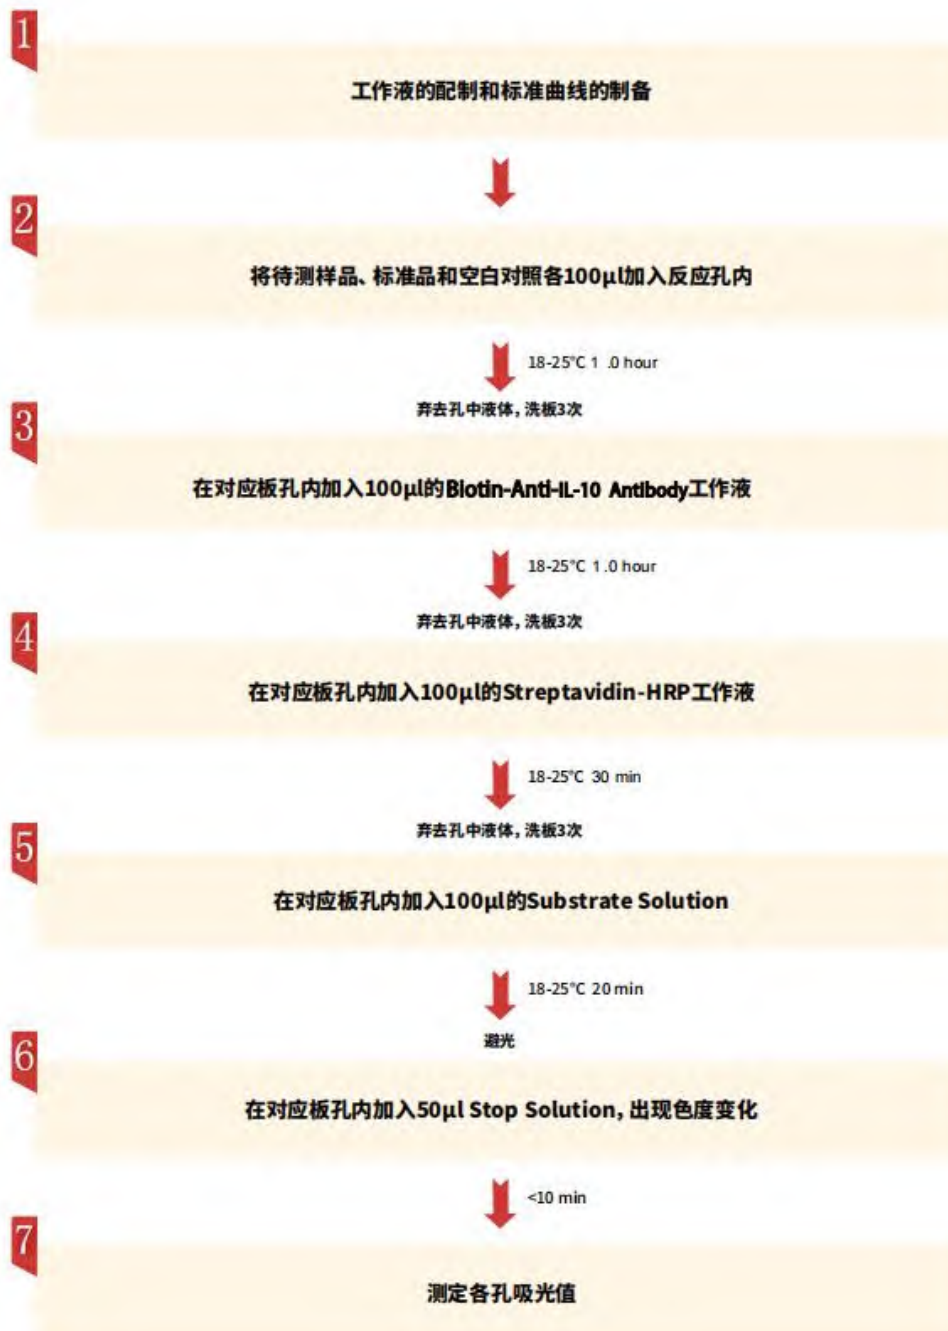 1
工作液的配制和标准曲线的制备
2
将待测样品、标准品和空白对照各100μl加入反应孔内
18-25℃ 1 .0 hour
弃去孔中液体，洗板3次
3
在对应板孔内加入100μl的Biotin-Anti-IL-10 Antibody工作液
18-25℃ 1 .0 hour
弃去孔中液体，洗板3次
4
在对应板孔内加入100μl的Streptavidin-HRP工作液
18-25℃ 30 min
弃去孔中液体，洗板3次
5
在对应板孔内加入100μl的Substrate Solution
18-25℃ 20 min
避光
6
在对应板孔内加入50μl Stop Solution，出现色度变化
<10 min
7
测定各孔吸光值